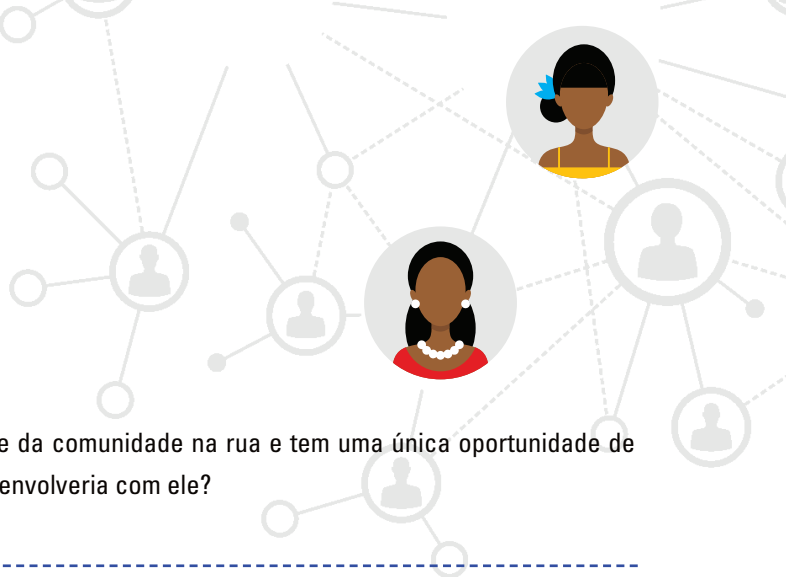 e da comunidade na rua e tem uma única oportunidade de
envolveria com ele?